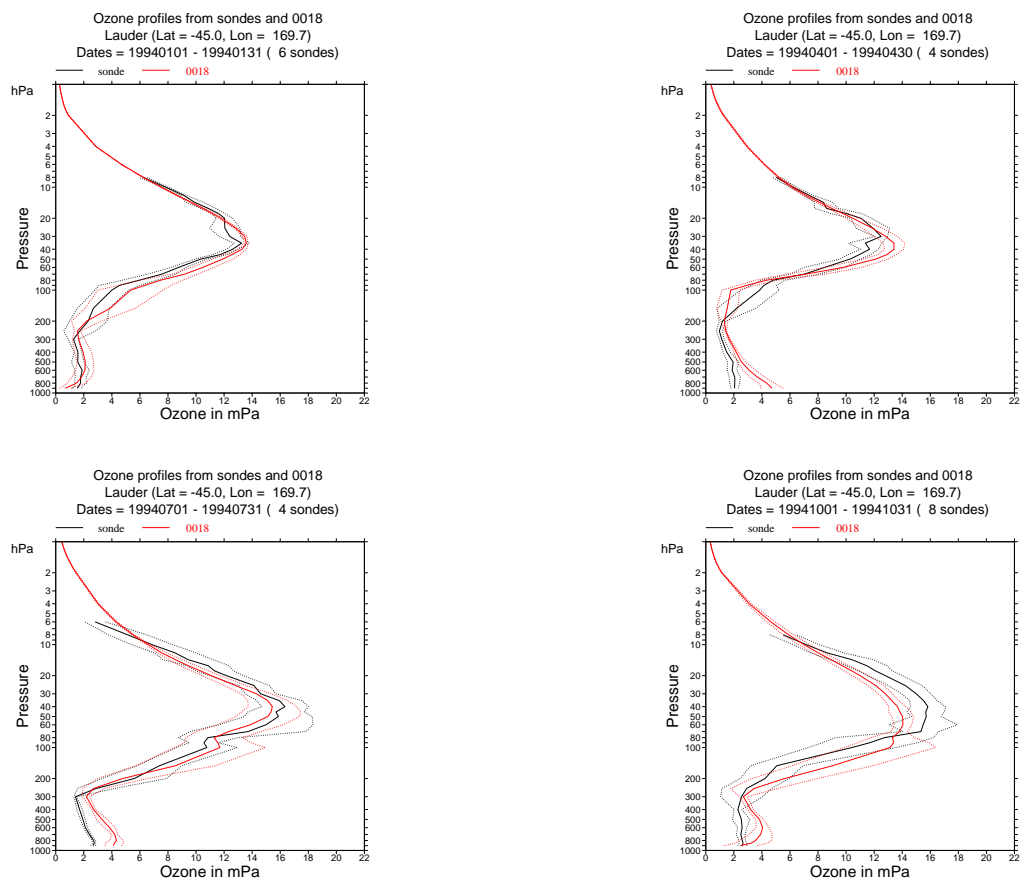 Ozone profiles from sondes and 0018
Lauder (Lat = -45.0, Lon = 169.7)
Dates = 19940101 - 19940131 ( 6 sondes)
sonde 0018
hPa
2
3
4
5
6
8
10
20
30
40
50
60
80
100
200
300
400
500
600
800
1000
Pressure
0 2 4 6 8 10 12 14 16 18 20 22
Ozone in mPa
Ozone profiles from sondes and 0018
Lauder (Lat = -45.0, Lon = 169.7)
Dates = 19940401 - 19940430 ( 4 sondes)
sonde 0018
hPa
2
3
4
5
6
8
10
20
30
40
50
60
80
100
200
300
400
500
600
800
1000
Pressure
0 2 4 6 8 10 12 14 16 18 20 22
Ozone in mPa
Ozone profiles from sondes and 0018
Lauder (Lat = -45.0, Lon = 169.7)
Dates = 19940701 - 19940731 ( 4 sondes)
sonde 0018
hPa
2
3
4
5
6
8
10
20
30
40
50
60
80
100
200
300
400
500
600
800
1000
Pressure
0 2 4 6 8 10 12 14 16 18 20 22
Ozone in mPa
Ozone profiles from sondes and 0018
Lauder (Lat = -45.0, Lon = 169.7)
Dates = 19941001 - 19941031 ( 8 sondes)
sonde 0018
hPa
2
3
4
5
6
8
10
20
30
40
50
60
80
100
200
300
400
500
600
800
1000
Pressure
0 2 4 6 8 10 12 14 16 18 20 22
Ozone in mPa